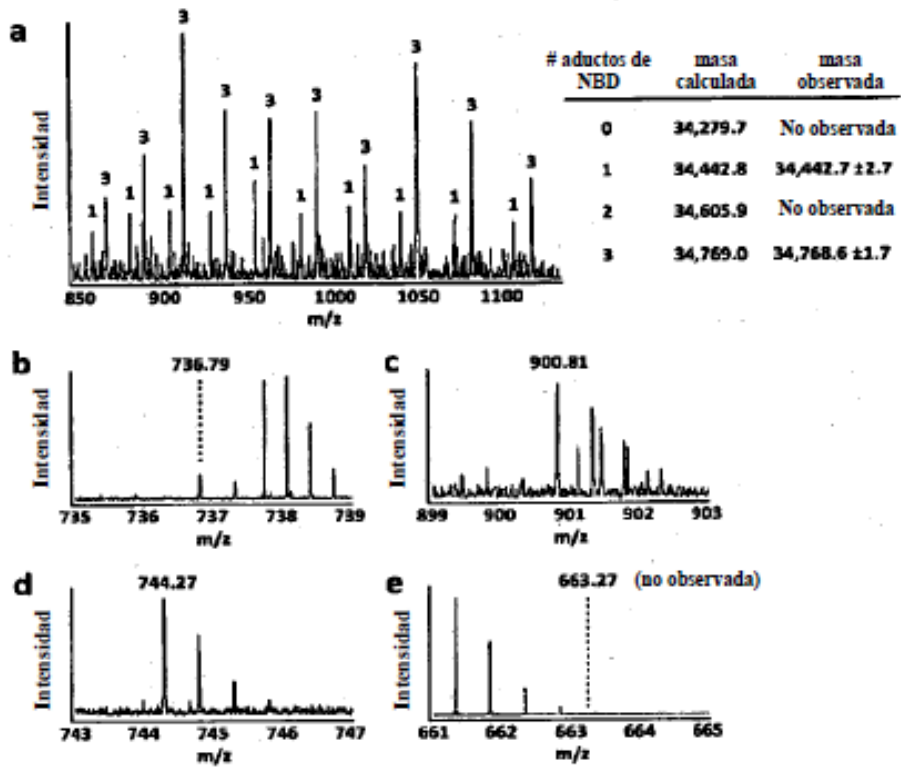 a
3 3 3 3 3 3 3 3 3 3 3
1 1 1 1 1 1 1 1 1 1 1
Intensidad
850 900 950 1000 1050 1100
m/z
# aductos de NBD masa calculada masa observada
0 34,279.7 No observada
1 34,442.8 34,442.7 ±2.7
2 34,605.9 No observada
3 34,769.0 34,768.6 ±1.7
b
736.79
Intensidad
735 736 737 738 739
m/z
c
900.81
Intensidad
899 900 901 902 903
m/z
d
744.27
Intensidad
743 744 745 746 747
m/z
e
663.27 (no observada)
Intensidad
661 662 663 664 665
m/z